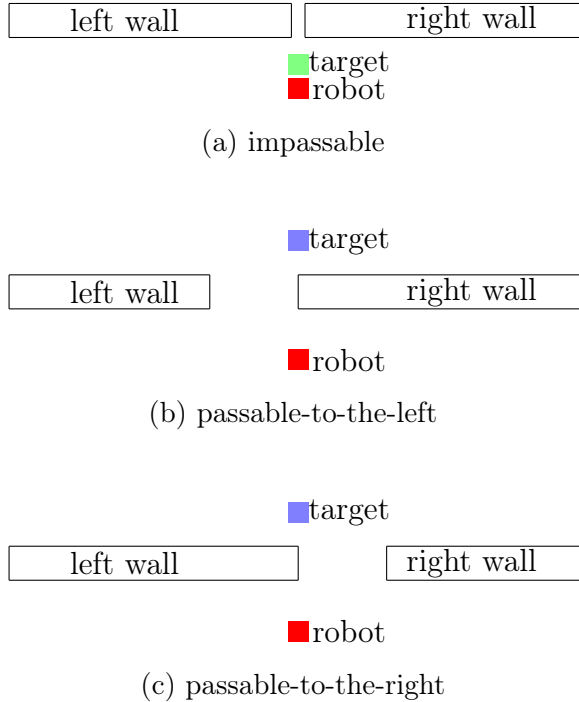 left wall right wall
target
robot
(a) impassable
target
left wall right wall
robot
(b) passable-to-the-left
target
left wall right wall
robot
(c) passable-to-the-right